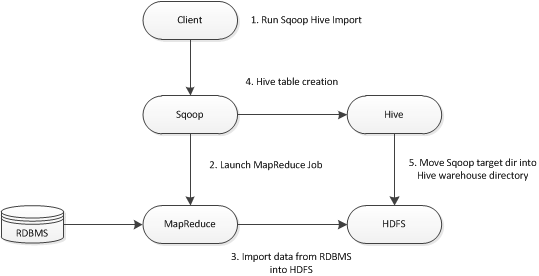 Client
1. Run Sqoop Hive Import
4. Hive table creation
Sqoop
Hive
2. Launch MapReduce Job
5. Move Sqoop target dir into
Hive warehouse directory
RDBMS
MapReduce
HDFS
3. Import data from RDBMS
into HDFS